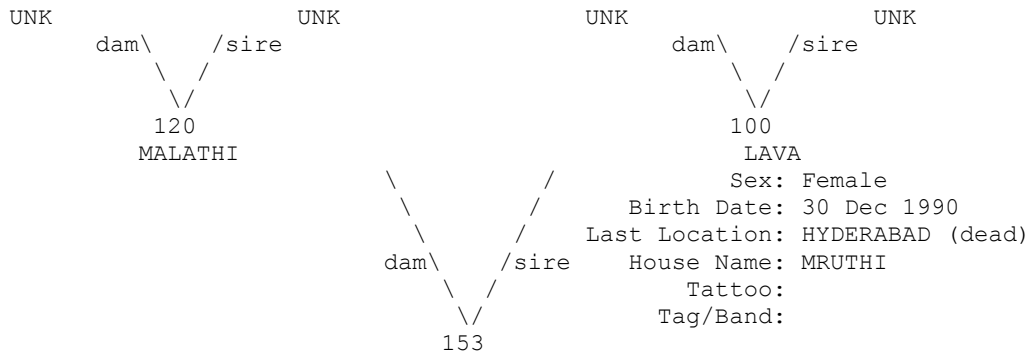 UNK UNK UNK UNK
dam\ /sire dam\ /sire
\ / \ /
\/ \/
120 100
MALATHI LAVA
\ / Sex: Female
\ / Birth Date: 30 Dec 1990
\ / Last Location: HYDERABAD (dead)
dam\ /sire House Name: MRUTHI
\ / Tattoo:
\/ Tag/Band:
153